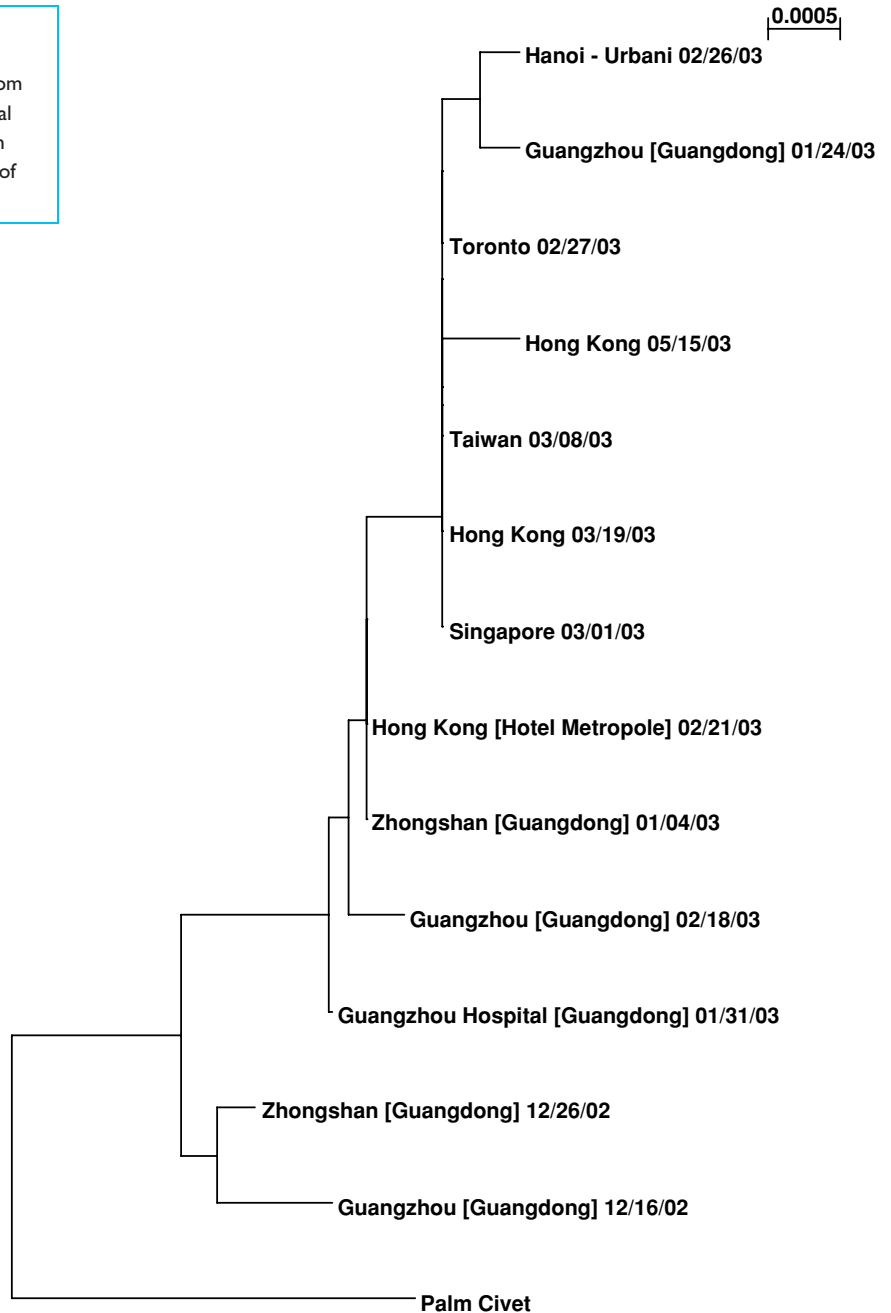 0.0005
om
al
n
of
Hanoi - Urbani 02/26/03
Guangzhou [Guangdong] 01/24/03
Toronto 02/27/03
Hong Kong 05/15/03
Taiwan 03/08/03
Hong Kong 03/19/03
Singapore 03/01/03
Hong Kong [Hotel Metropole] 02/21/03
Zhongshan [Guangdong] 01/04/03
Guangzhou [Guangdong] 02/18/03
Guangzhou Hospital [Guangdong] 01/31/03
Zhongshan [Guangdong] 12/26/02
Guangzhou [Guangdong] 12/16/02
Palm Civet